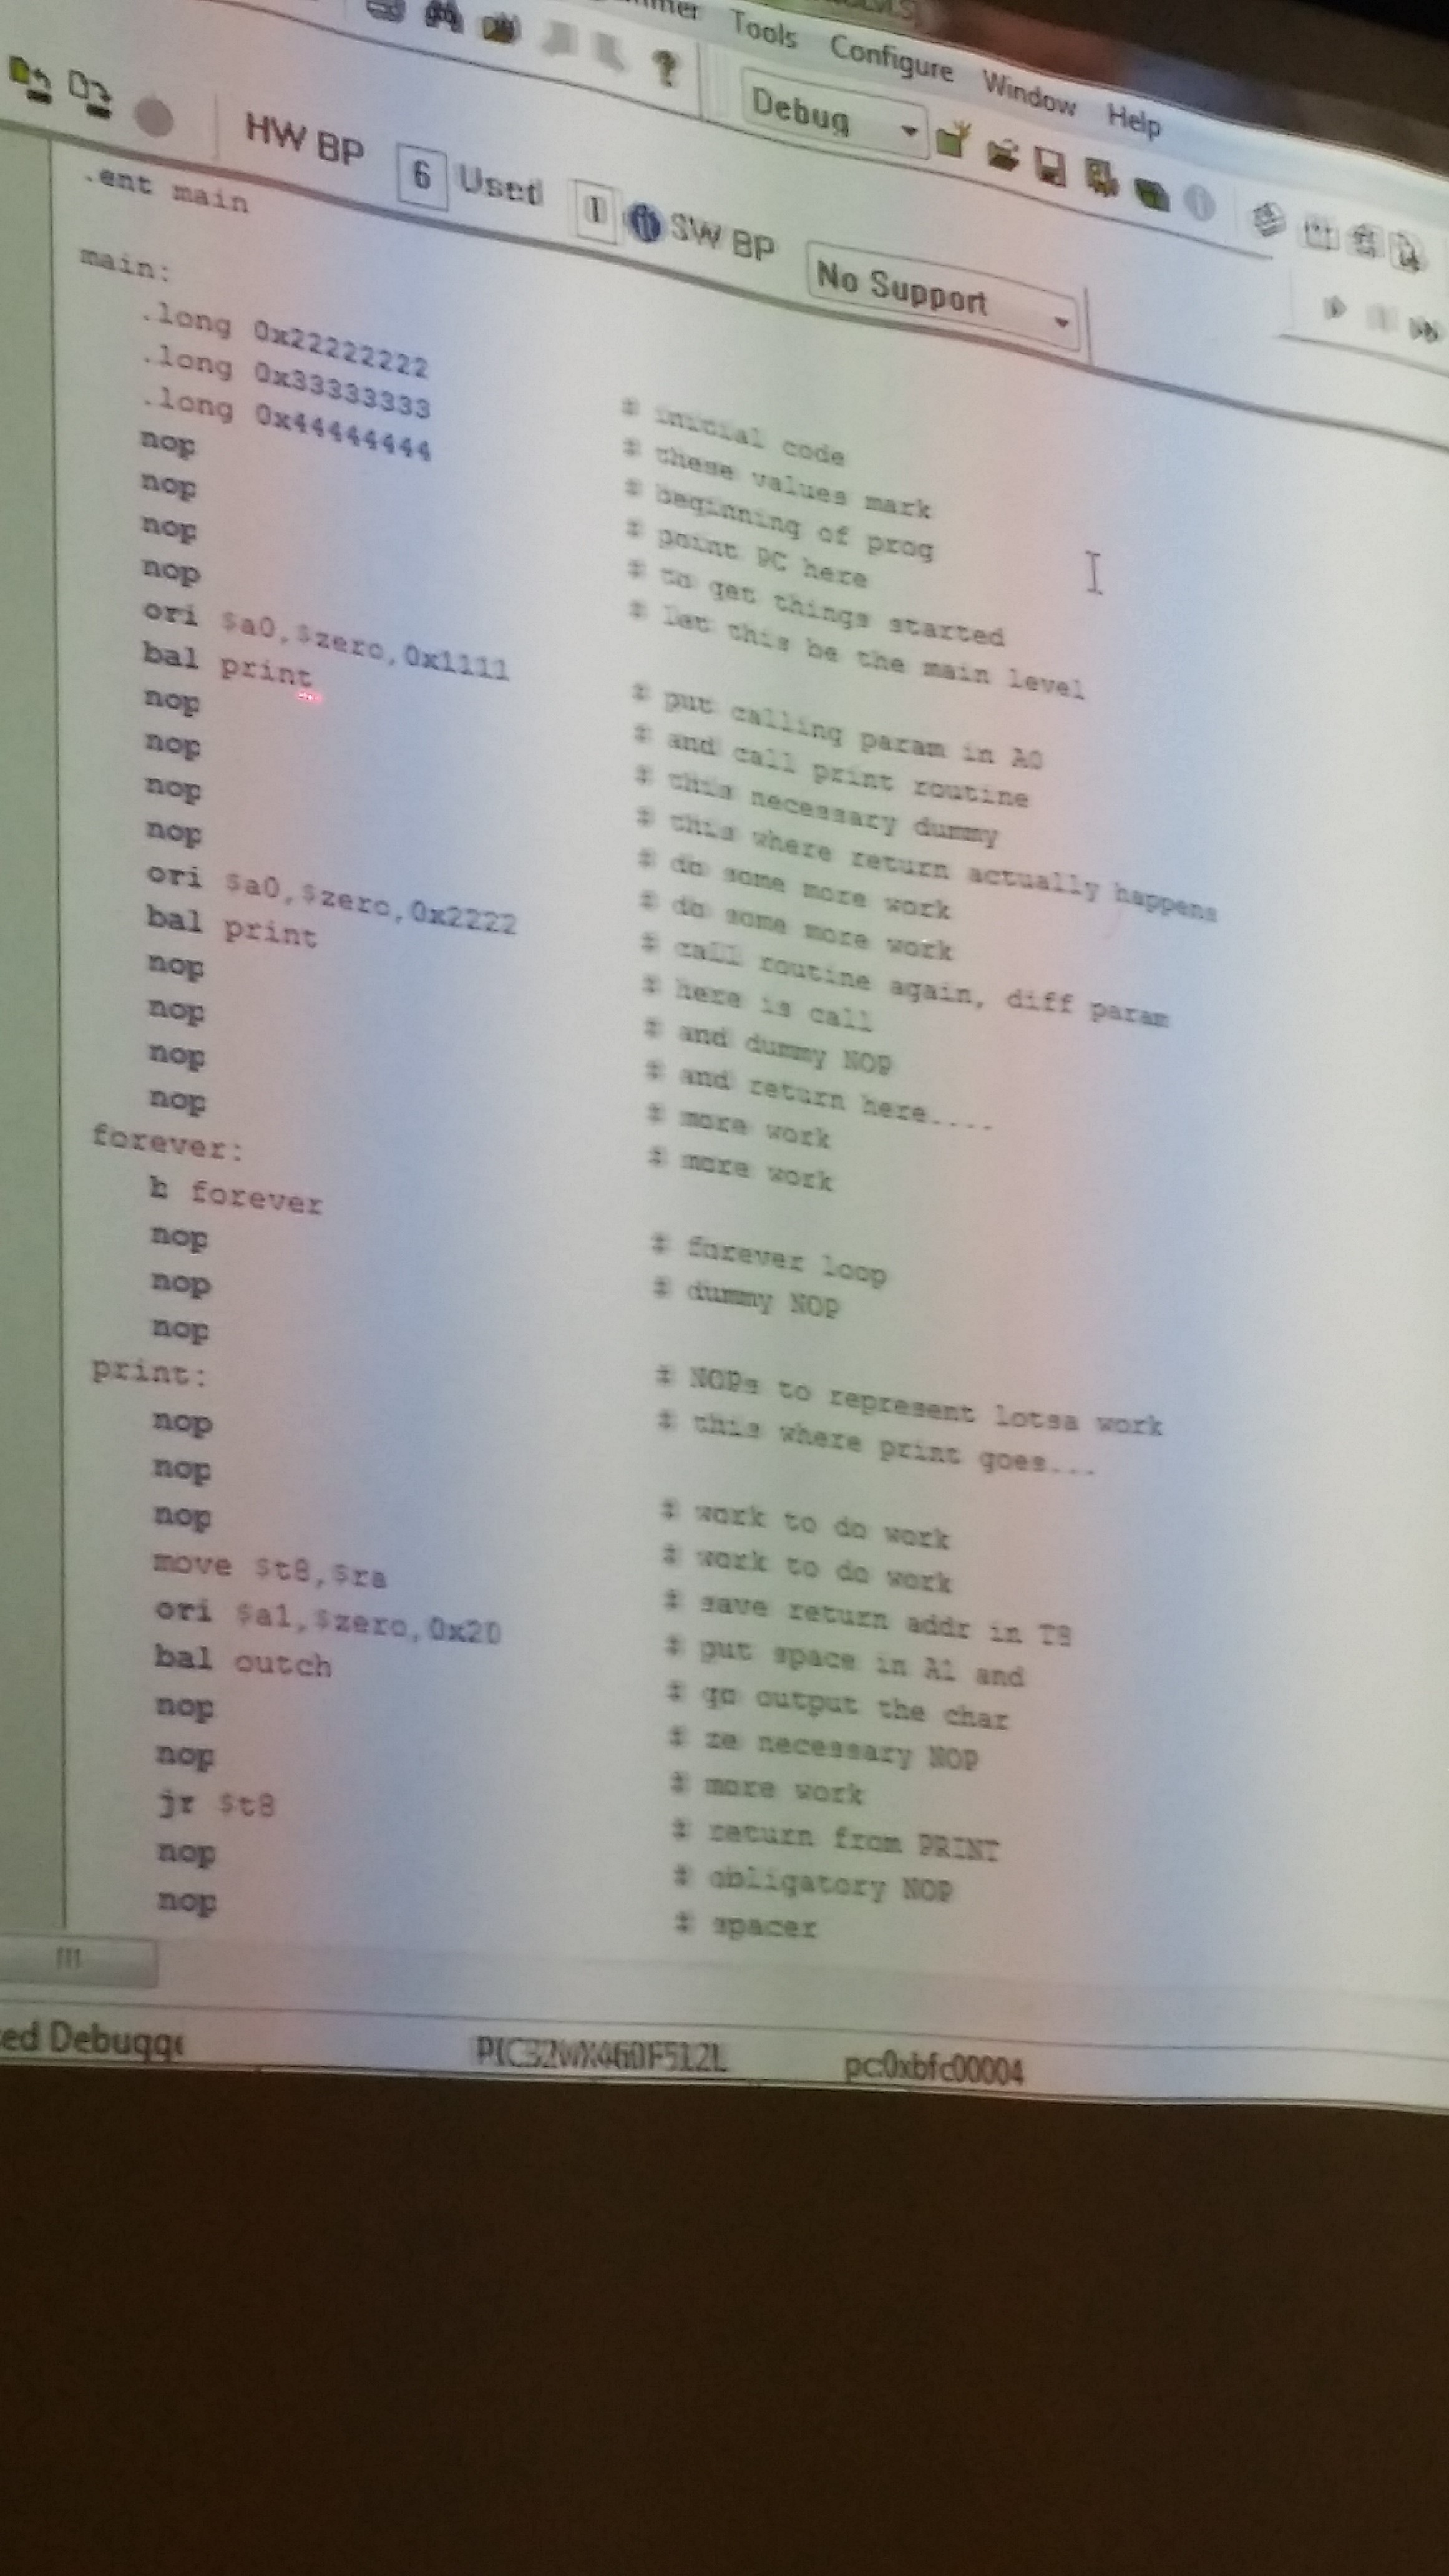 Tools Configure Window Help
Debug
HW BP 6 Used SW BP No Support
.ent main
main:
.long 0x22222222 # initial code
.long 0x33333333 # these values mark
.long 0x44444444 # beginning of prog
nop # point PC here
nop # to get things started
nop # let this be the main level
nop
ori $a0,$zero,0x1111 # put calling param in A0
bal print # and call print routine
nop # this necessary dummy
nop # this where return actually happens
nop # do some more work
nop # do some more work
ori $a0,$zero,0x2222 # call routine again, diff param
bal print # here is call
nop # and dummy NOP
nop # and return here....
nop # more work
nop # more work
forever:
b forever # forever loop
nop # dummy NOP
nop
nop # NOPs to represent lotsa work
print: # this where print goes...
nop
nop # work to do work
nop # work to do work
move $t8,$ra # save return addr in T8
ori $a1,$zero,0x20 # put space in A1 and
bal outch # go output the char
nop # ze necessary NOP
nop # more work
jr $t8 # return from PRINT
nop # obligatory NOP
nop # spacer
pc:0xbfc00004